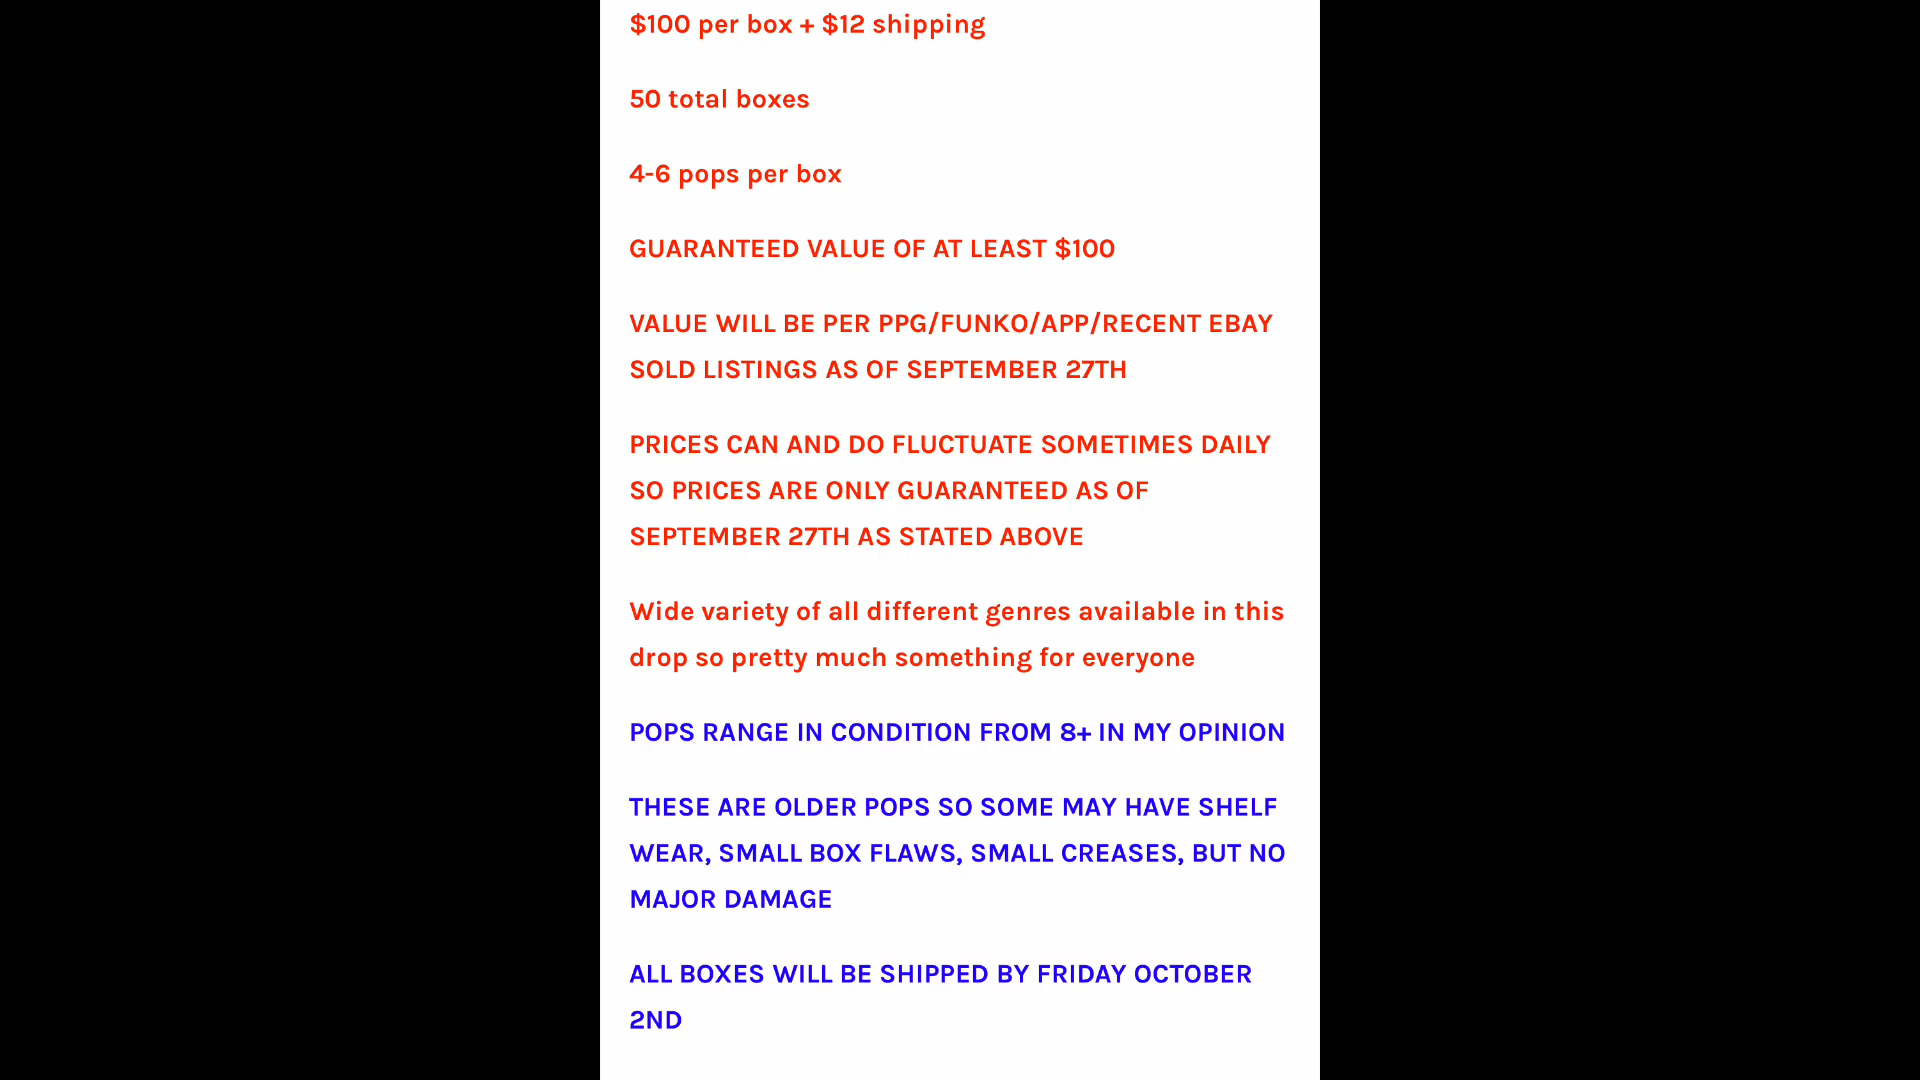 $100 per box + $12 shipping
50 total boxes
4-6 pops per box
GUARANTEED VALUE OF AT LEAST $100
VALUE WILL BE PER PPG/FUNKO/APP/RECENT EBAY
SOLD LISTINGS AS OF SEPTEMBER 27TH
PRICES CAN AND DO FLUCTUATE SOMETIMES DAILY
SO PRICES ARE ONLY GUARANTEED AS OF
SEPTEMBER 27TH AS STATED ABOVE
Wide variety of all different genres available in this
drop so pretty much something for everyone
POPS RANGE IN CONDITION FROM 8+ IN MY OPINION
THESE ARE OLDER POPS SO SOME MAY HAVE SHELF
WEAR, SMALL BOX FLAWS, SMALL CREASES, BUT NO
MAJOR DAMAGE
ALL BOXES WILL BE SHIPPED BY FRIDAY OCTOBER
2ND